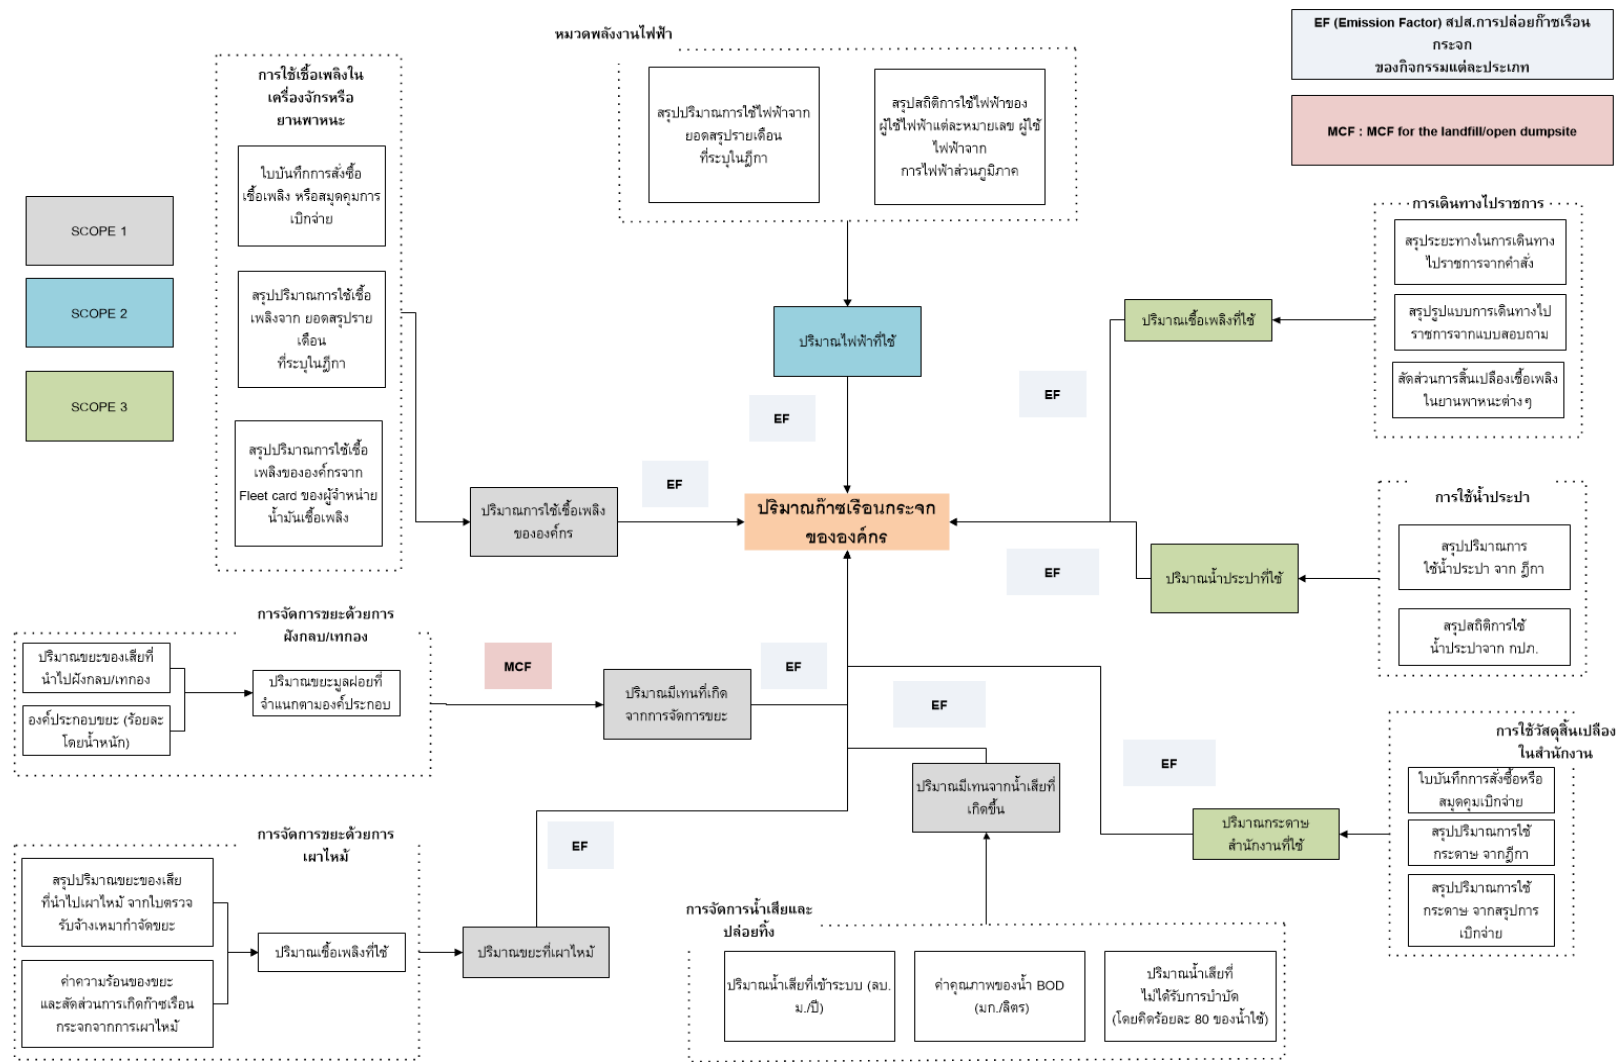 หมวดพลังงานไฟฟ้า
สรุปปริมาณการใช้ไฟฟ้าจาก
ยอดสรุปรายเดือน
ที่ระบุในฎีกา
สรุปสถิติการใช้ไฟฟ้าของ
ผู้ใช้ไฟฟ้าแต่ละหมายเลข ผู้ใช้
ไฟฟ้าจาก
การไฟฟ้าส่วนภูมิภาค
EF (Emission Factor) สปส.การปล่อยก๊าซเรือน
กระจก
ของกิจกรรมแต่ละประเภท
MCF : MCF for the landfill/open dumpsite
SCOPE 1
SCOPE 2
SCOPE 3
การใช้เชื้อเพลิงใน
เครื่องจักรหรือ
ยานพาหนะ
ใบบันทึกการสั่งซื้อ
เชื้อเพลิง หรือสมุดคุมการ
เบิกจ่าย
สรุปปริมาณการใช้เชื้อ
เพลิงจาก ยอดสรุปราย
เดือน
ที่ระบุในฎีกา
สรุปปริมาณการใช้เชื้อ
เพลิงขององค์กรจาก
Fleet card ของผู้จำหน่าย
น้ำมันเชื้อเพลิง
ปริมาณการใช้เชื้อเพลิง
ขององค์กร
EF
ปริมาณไฟฟ้าที่ใช้
EF
ปริมาณก๊าซเรือนกระจก
ขององค์กร
การเดินทางไปราชการ
สรุประยะทางในการเดินทาง
ไปราชการจากคำสั่ง
สรุปรูปแบบการเดินทางไป
ราชการจากแบบสอบถาม
สัดส่วนการสิ้นเปลืองเชื้อเพลิง
ในยานพาหนะต่างๆ
ปริมาณเชื้อเพลิงที่ใช้
EF
การใช้น้ำประปา
สรุปปริมาณการ
ใช้น้ำประปา จาก ฎีกา
สรุปสถิติการใช้
น้ำประปาจาก กปภ.
ปริมาณน้ำประปาที่ใช้
EF
การจัดการขยะด้วยการ
ฝังกลบ/เทกอง
ปริมาณขยะของเสียที่
นำไปฝังกลบ/เทกอง
องค์ประกอบขยะ (ร้อยละ
โดยน้ำหนัก)
ปริมาณขยะมูลฝอยที่
จำแนกตามองค์ประกอบ
MCF
ปริมาณมีเทนที่เกิด
จากการจัดการขยะ
EF
EF
ปริมาณมีเทนจากน้ำเสียที่
เกิดขึ้น
EF
การใช้วัสดุสิ้นเปลือง
ในสำนักงาน
ใบบันทึกการสั่งซื้อหรือ
สมุดคุมเบิกจ่าย
สรุปปริมาณการใช้
กระดาษ จากฎีกา
สรุปปริมาณการใช้
กระดาษ จากสรุปการ
เบิกจ่าย
ปริมาณกระดาษ
สำนักงานที่ใช้
การจัดการขยะด้วยการ
เผาไหม้
สรุปปริมาณขยะของเสีย
ที่นำไปเผาไหม้ จากใบตรวจ
รับจ้างเหมากำจัดขยะ
ค่าความร้อนของขยะ
และสัดส่วนการเกิดก๊าซเรือน
กระจกจากการเผาไหม้
ปริมาณเชื้อเพลิงที่ใช้
ปริมาณขยะที่เผาไหม้
EF
การจัดการน้ำเสียและ
ปล่อยทิ้ง
ปริมาณน้ำเสียที่เข้าระบบ (ลบ.
ม./ปี)
ค่าคุณภาพของน้ำ BOD
(มก./ลิตร)
ปริมาณน้ำเสียที่
ไม่ได้รับการบำบัด
(โดยคิดร้อยละ 80 ของน้ำใช้)